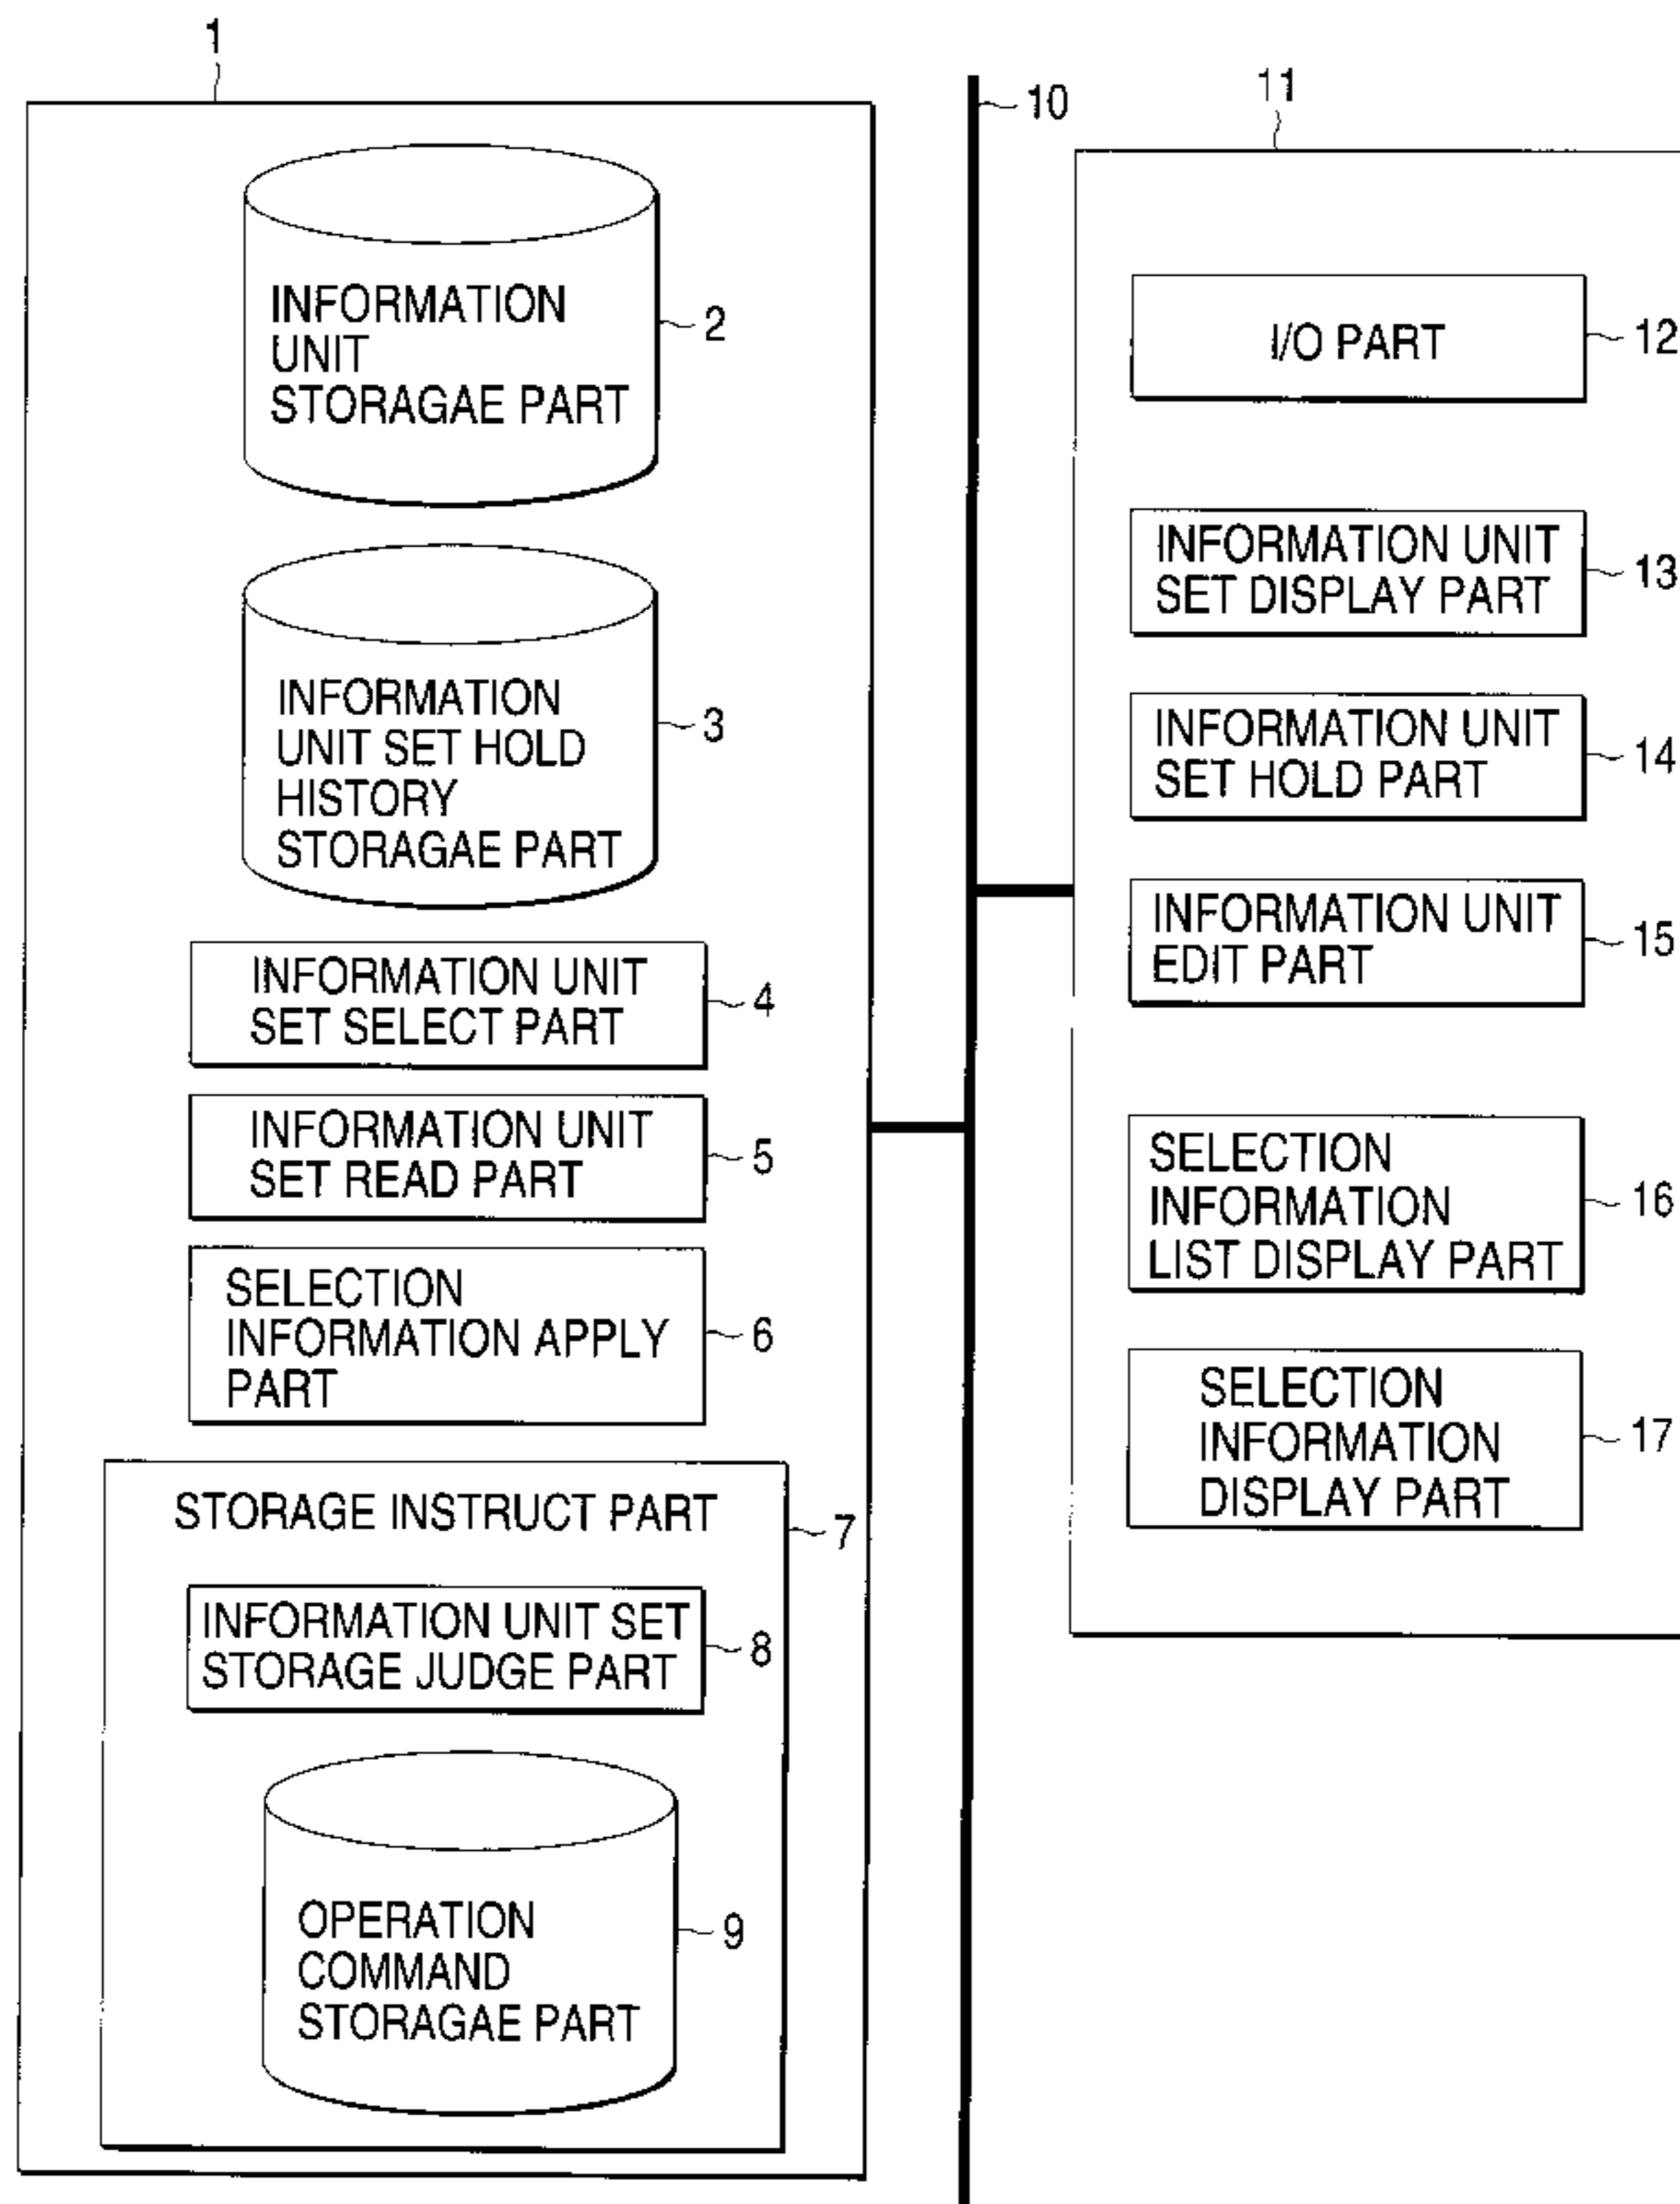 1
INFORMATION
UNIT
STORAGAE PART
2
INFORMATION
UNIT SET HOLD
HISTORY
STORAGAE PART
3
INFORMATION UNIT
SET SELECT PART
4
INFORMATION UNIT
SET READ PART
5
SELECTION
INFORMATION APPLY
PART
6
STORAGE INSTRUCT PART
7
INFORMATION UNIT SET
STORAGE JUDGE PART
8
OPERATION
COMMAND
STORAGAE PART
9
10
11
I/O PART
12
INFORMATION UNIT
SET DISPLAY PART
13
INFORMATION UNIT
SET HOLD PART
14
INFORMATION UNIT
EDIT PART
15
SELECTION
INFORMATION
LIST DISPLAY PART
16
SELECTION
INFORMATION
DISPLAY PART
17